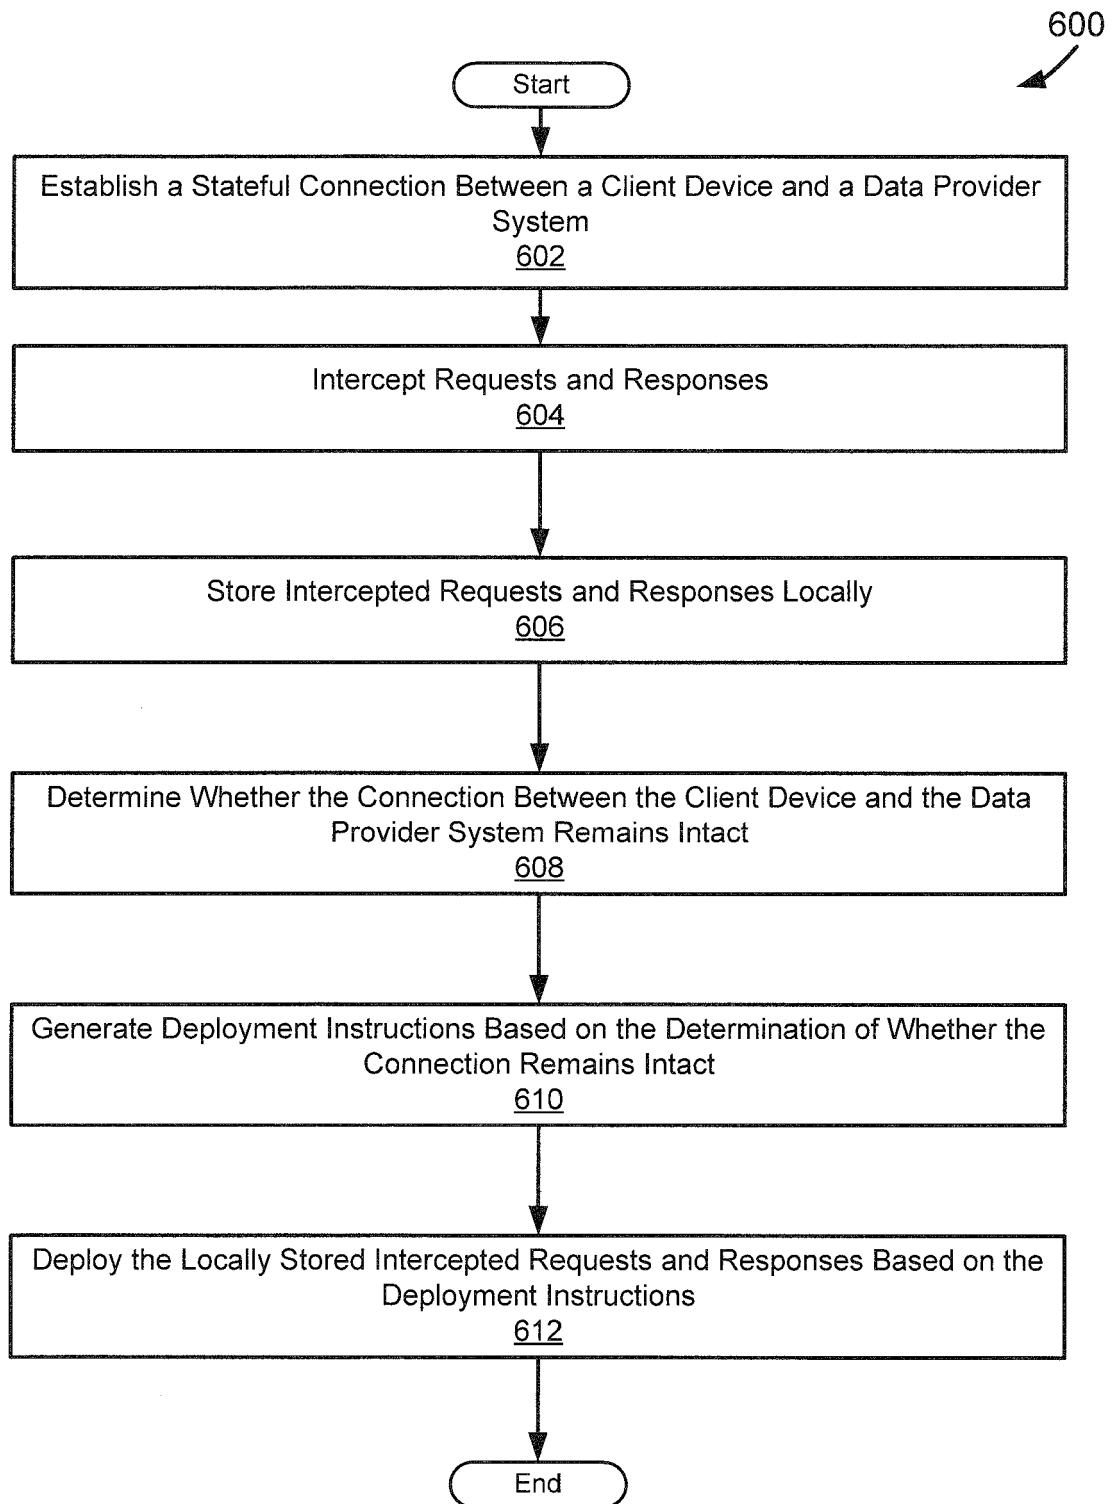 600
Start
Establish a Stateful Connection Between a Client Device and a Data Provider
System
602
Intercept Requests and Responses
604
Store Intercepted Requests and Responses Locally
606
Determine Whether the Connection Between the Client Device and the Data
Provider System Remains Intact
608
Generate Deployment Instructions Based on the Determination of Whether the
Connection Remains Intact
610
Deploy the Locally Stored Intercepted Requests and Responses Based on the
Deployment Instructions
612
End